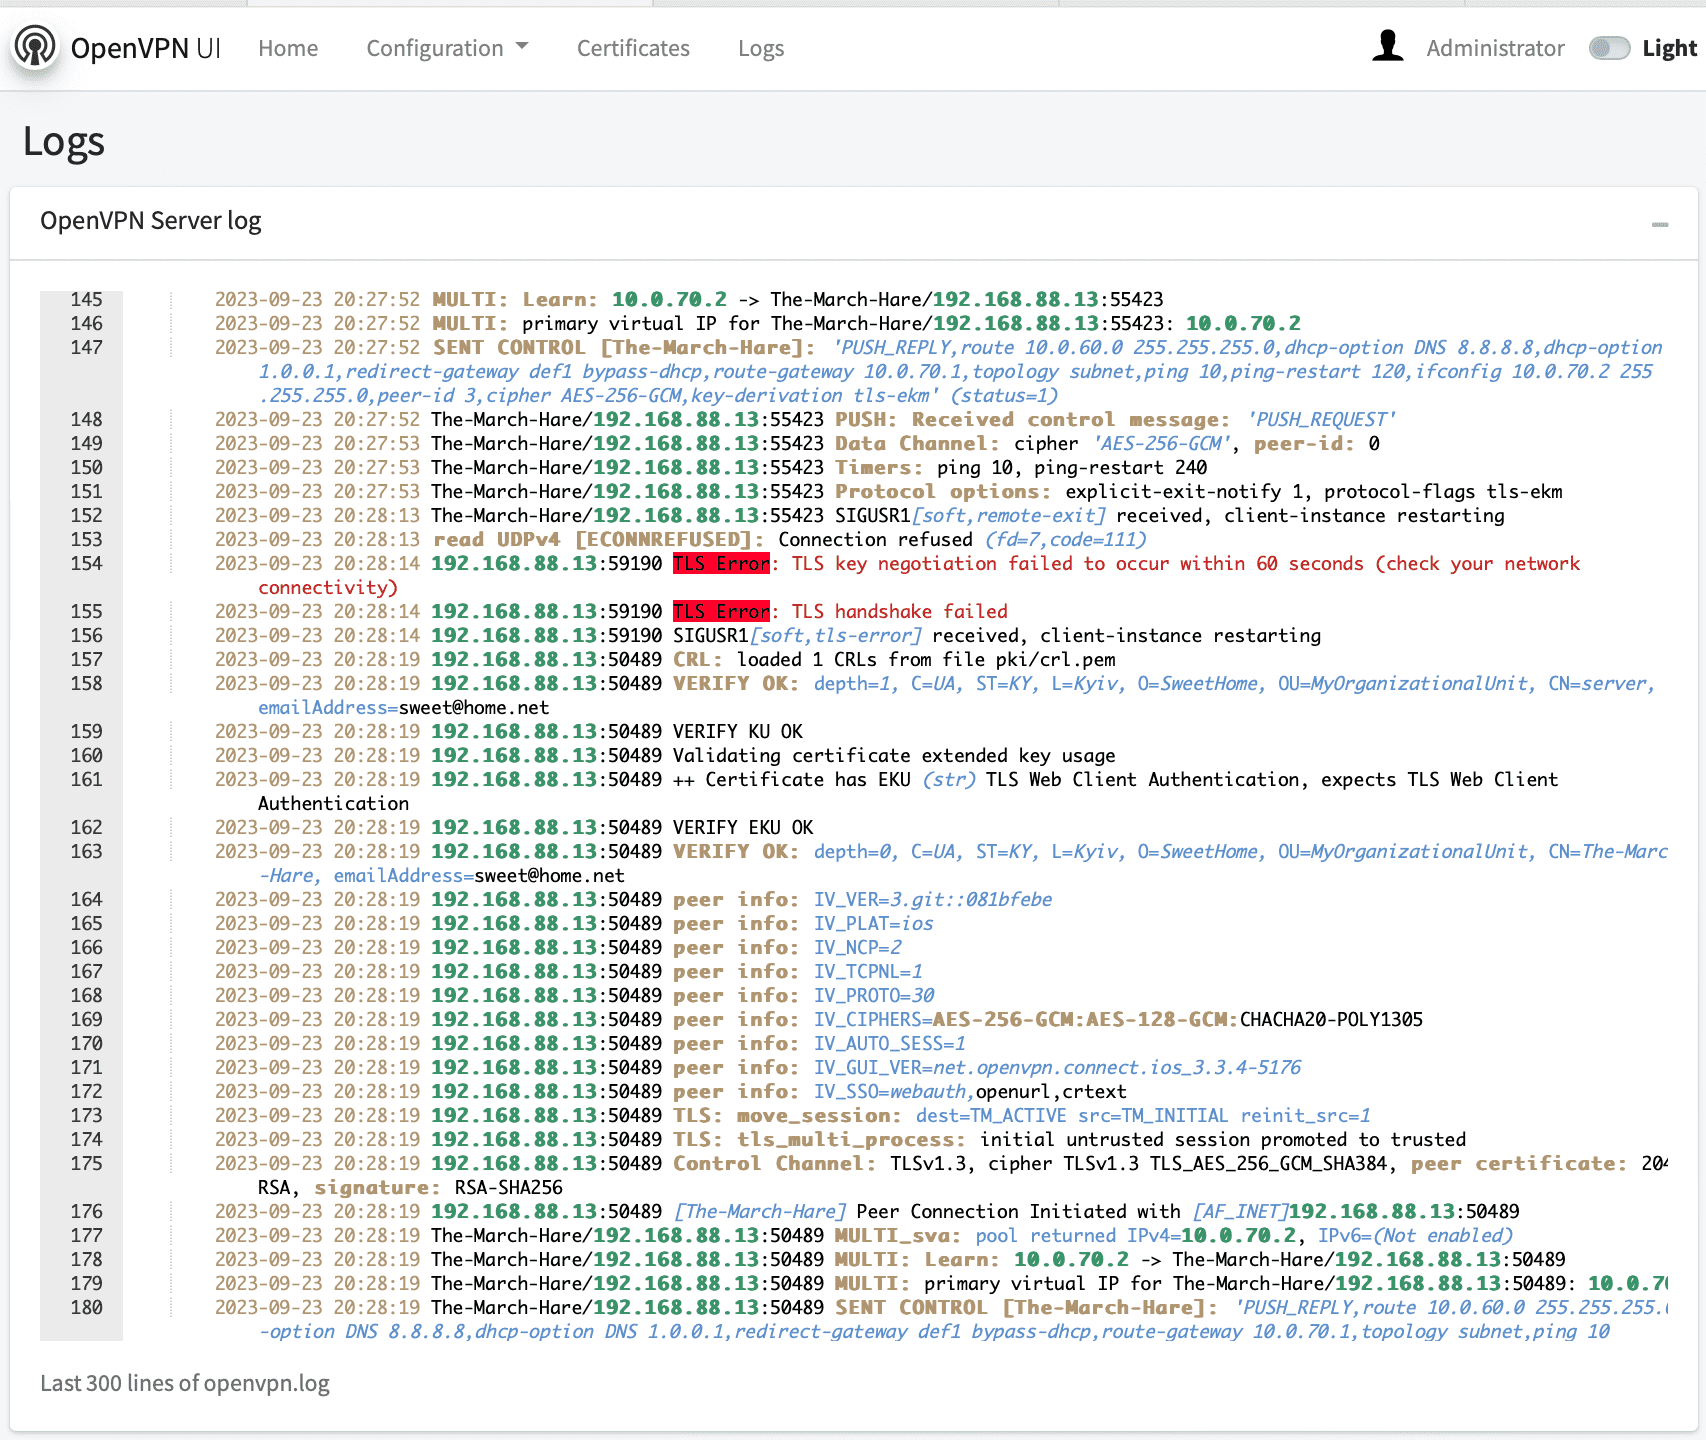 OpenVPN UI Home Configuration Certificates Logs Administrator Light
Logs
OpenVPN Server log
145 2023-09-23 20:27:52 MULTI: Learn: 10.0.70.2 -> The-March-Hare/192.168.88.13:55423
146 2023-09-23 20:27:52 MULTI: primary virtual IP for The-March-Hare/192.168.88.13:55423: 10.0.70.2
147 2023-09-23 20:27:52 SENT CONTROL [The-March-Hare]: 'PUSH_REPLY,route 10.0.60.0 255.255.255.0,dhcp-option DNS 8.8.8.8,dhcp-option
1.0.0.1,redirect-gateway def1 bypass-dhcp,route-gateway 10.0.70.1,topology subnet,ping 10,ping-restart 120,ifconfig 10.0.70.2 255
.255.255.0,peer-id 3,cipher AES-256-GCM,key-derivation tls-ekm' (status=1)
148 2023-09-23 20:27:52 The-March-Hare/192.168.88.13:55423 PUSH: Received control message: 'PUSH_REQUEST'
149 2023-09-23 20:27:53 The-March-Hare/192.168.88.13:55423 Data Channel: cipher 'AES-256-GCM', peer-id: 0
150 2023-09-23 20:27:53 The-March-Hare/192.168.88.13:55423 Timers: ping 10, ping-restart 240
151 2023-09-23 20:27:53 The-March-Hare/192.168.88.13:55423 Protocol options: explicit-exit-notify 1, protocol-flags tls-ekm
152 2023-09-23 20:28:13 The-March-Hare/192.168.88.13:55423 SIGUSR1[soft,remote-exit] received, client-instance restarting
153 2023-09-23 20:28:13 read UDPv4 [ECONNREFUSED]: Connection refused (fd=7,code=111)
154 2023-09-23 20:28:14 192.168.88.13:59190 TLS Error: TLS key negotiation failed to occur within 60 seconds (check your network
connectivity)
155 2023-09-23 20:28:14 192.168.88.13:59190 TLS Error: TLS handshake failed
156 2023-09-23 20:28:14 192.168.88.13:59190 SIGUSR1[soft,tls-error] received, client-instance restarting
157 2023-09-23 20:28:19 192.168.88.13:50489 CRL: loaded 1 CRLs from file pki/crl.pem
158 2023-09-23 20:28:19 192.168.88.13:50489 VERIFY OK: depth=1, C=UA, ST=KY, L=Kyiv, O=SweetHome, OU=MyOrganizationalUnit, CN=server,
emailAddress=sweet@home.net
159 2023-09-23 20:28:19 192.168.88.13:50489 VERIFY KU OK
160 2023-09-23 20:28:19 192.168.88.13:50489 Validating certificate extended key usage
161 2023-09-23 20:28:19 192.168.88.13:50489 ++ Certificate has EKU (str) TLS Web Client Authentication, expects TLS Web Client
Authentication
162 2023-09-23 20:28:19 192.168.88.13:50489 VERIFY EKU OK
163 2023-09-23 20:28:19 192.168.88.13:50489 VERIFY OK: depth=0, C=UA, ST=KY, L=Kyiv, O=SweetHome, OU=MyOrganizationalUnit, CN=The-Marc
-Hare, emailAddress=sweet@home.net
164 2023-09-23 20:28:19 192.168.88.13:50489 peer info: IV_VER=3.git::081bfebe
165 2023-09-23 20:28:19 192.168.88.13:50489 peer info: IV_PLAT=ios
166 2023-09-23 20:28:19 192.168.88.13:50489 peer info: IV_NCP=2
167 2023-09-23 20:28:19 192.168.88.13:50489 peer info: IV_TCPNL=1
168 2023-09-23 20:28:19 192.168.88.13:50489 peer info: IV_PROTO=30
169 2023-09-23 20:28:19 192.168.88.13:50489 peer info: IV_CIPHERS=AES-256-GCM:AES-128-GCM:CHACHA20-POLY1305
170 2023-09-23 20:28:19 192.168.88.13:50489 peer info: IV_AUTO_SESS=1
171 2023-09-23 20:28:19 192.168.88.13:50489 peer info: IV_GUI_VER=net.openvpn.connect.ios_3.3.4-5176
172 2023-09-23 20:28:19 192.168.88.13:50489 peer info: IV_SSO=webauth,openurl,crtext
173 2023-09-23 20:28:19 192.168.88.13:50489 TLS: move_session: dest=TM_ACTIVE src=TM_INITIAL reinit_src=1
174 2023-09-23 20:28:19 192.168.88.13:50489 TLS: tls_multi_process: initial untrusted session promoted to trusted
175 2023-09-23 20:28:19 192.168.88.13:50489 Control Channel: TLSv1.3, cipher TLSv1.3 TLS_AES_256_GCM_SHA384, peer certificate: 204
RSA, signature: RSA-SHA256
176 2023-09-23 20:28:19 192.168.88.13:50489 [The-March-Hare] Peer Connection Initiated with [AF_INET]192.168.88.13:50489
177 2023-09-23 20:28:19 The-March-Hare/192.168.88.13:50489 MULTI_sva: pool returned IPv4=10.0.70.2, IPv6=(Not enabled)
178 2023-09-23 20:28:19 The-March-Hare/192.168.88.13:50489 MULTI: Learn: 10.0.70.2 -> The-March-Hare/192.168.88.13:50489
179 2023-09-23 20:28:19 The-March-Hare/192.168.88.13:50489 MULTI: primary virtual IP for The-March-Hare/192.168.88.13:50489: 10.0.7
180 2023-09-23 20:28:19 The-March-Hare/192.168.88.13:50489 SENT CONTROL [The-March-Hare]: 'PUSH_REPLY,route 10.0.60.0 255.255.255.
-option DNS 8.8.8.8,dhcp-option DNS 1.0.0.1,redirect-gateway def1 bypass-dhcp,route-gateway 10.0.70.1,topology subnet,ping 10
Last 300 lines of openvpn.log